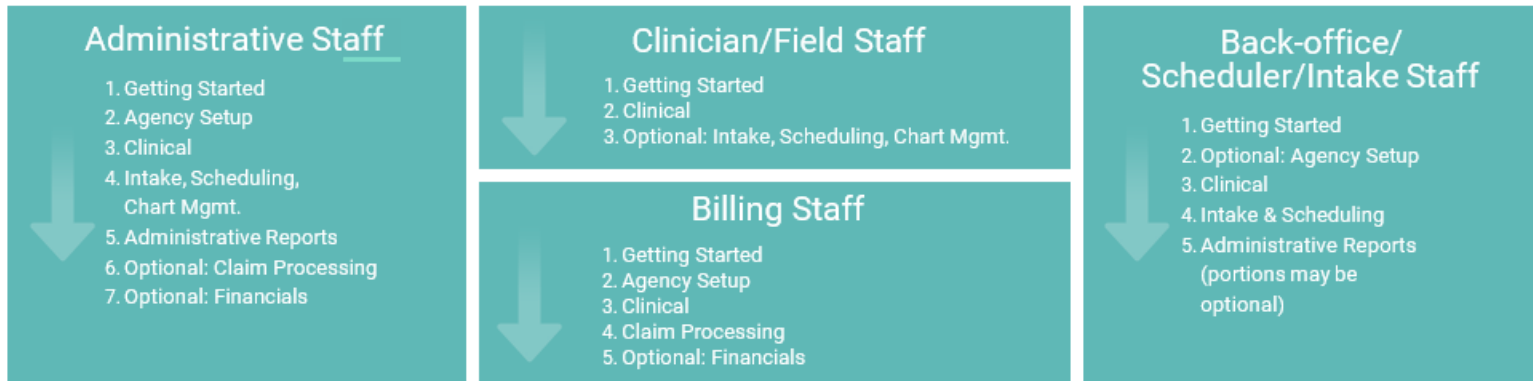 Administrative Staff
1. Getting Started
2. Agency Setup
3. Clinical
4. Intake, Scheduling,
Chart Mgmt.
5. Administrative Reports
6. Optional: Claim Processing
7. Optional: Financials
Clinician/Field Staff
1. Getting Started
2. Clinical
3. Optional: Intake, Scheduling, Chart Mgmt.
Billing Staff
1. Getting Started
2. Agency Setup
3. Clinical
4. Claim Processing
5. Optional: Financials
Back-office/
Scheduler/Intake Staff
1. Getting Started
2. Optional: Agency Setup
3. Clinical
4. Intake & Scheduling
5. Administrative Reports
(portions may be
optional)